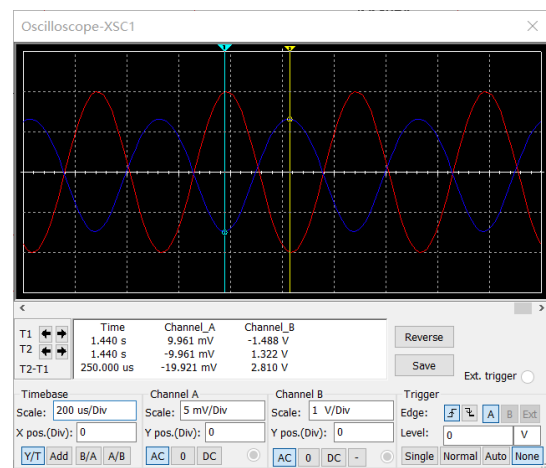 Oscilloscope-XSC1
Time Channel_A Channel_B
T1 1.440 s 9.961 mV -1.488 V
T2 1.440 s -9.961 mV 1.322 V
T2-T1 250.000 us -19.921 mV 2.810 V
Reverse
Save
Ext. trigger
Timebase
Scale: 200 us/Div
X pos.(Div): 0
Y/T Add B/A A/B
Channel A
Scale: 5 mV/Div
Y pos.(Div): 0
AC 0 DC
Channel B
Scale: 1 V/Div
Y pos.(Div): 0
AC 0 DC -
Trigger
Edge: A B Ext
Level: 0 V
Single Normal Auto None